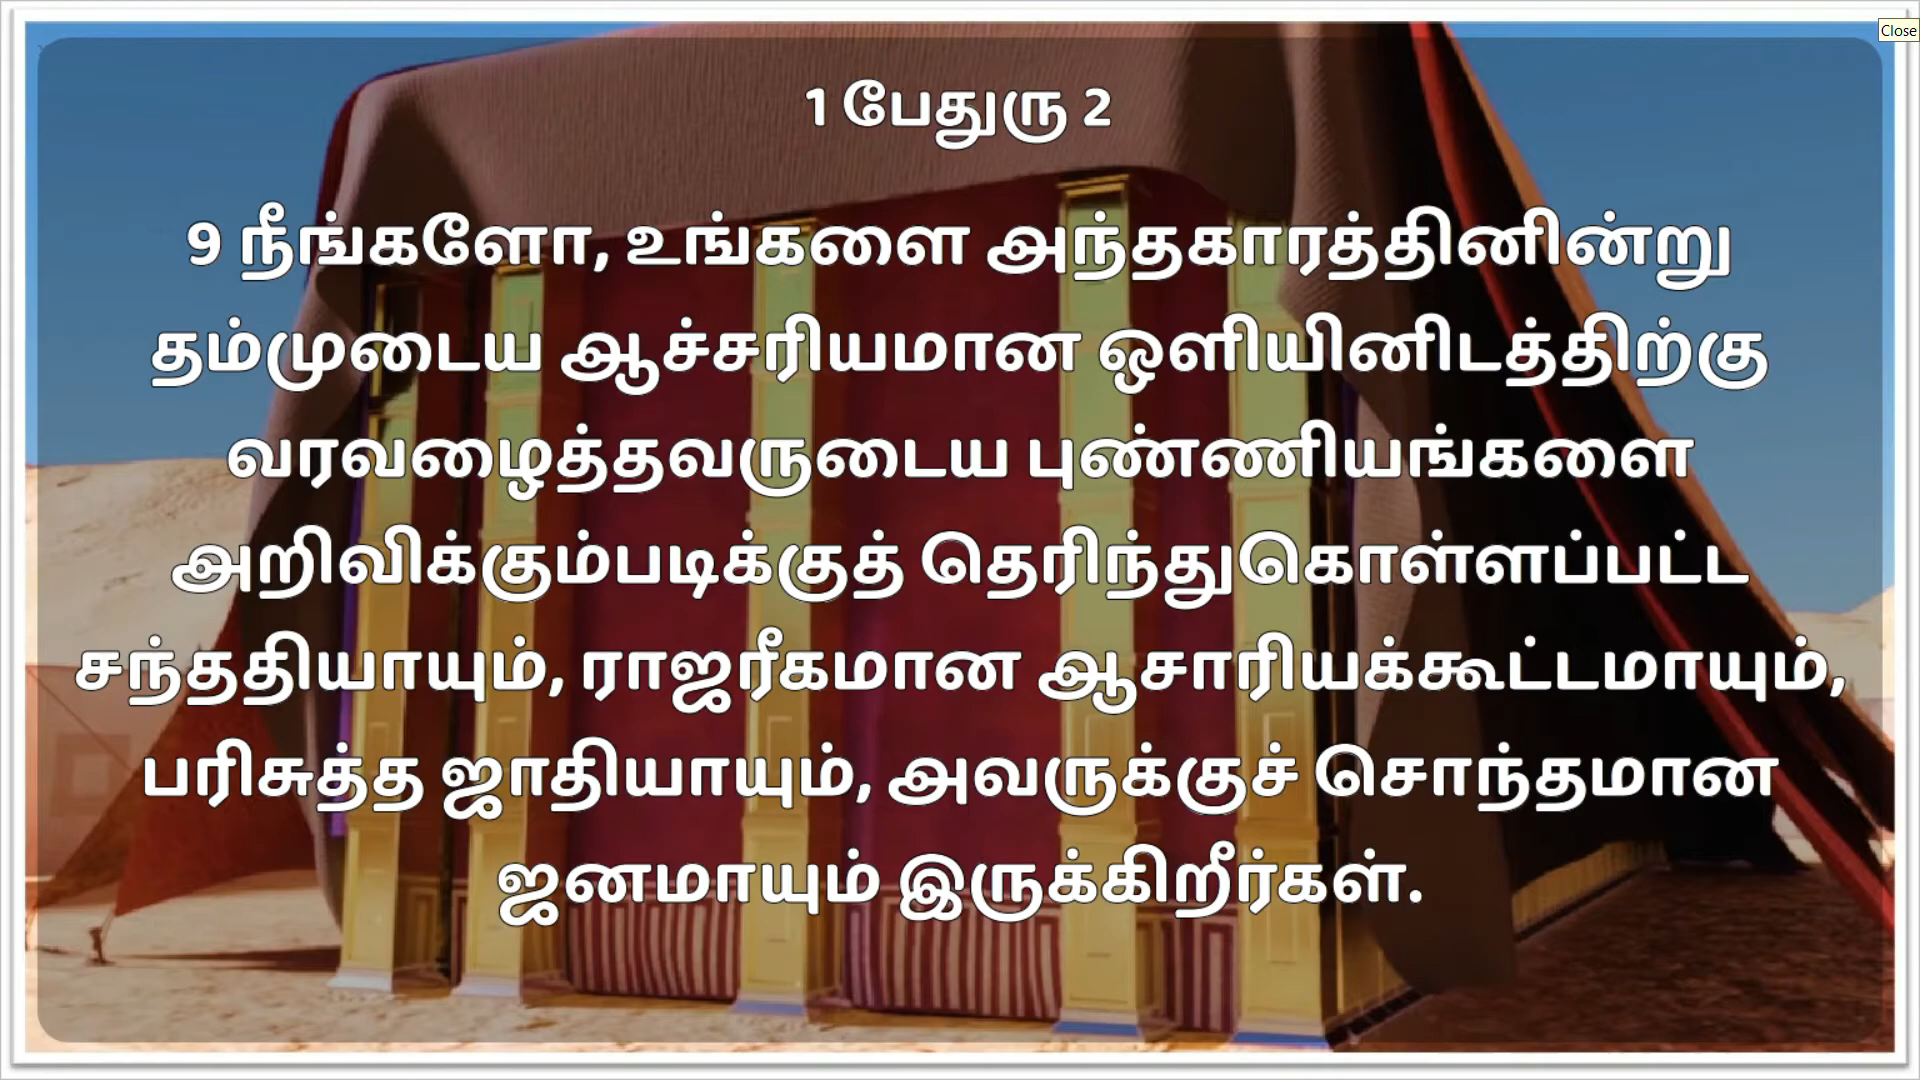 Close
1 பேதுரு 2
9 நீங்களோ, உங்களை அந்தகாரத்தினின்று
தம்முடைய ஆச்சரியமான ஒளியினிடத்திற்கு
வரவழைத்தவருடைய புண்ணியங்களை
அறிவிக்கும்படிக்குத் தெரிந்துகொள்ளப்பட்ட
சந்ததியாயும், ராஜரீகமான ஆசாரியக்கூட்டமாயும்,
பரிசுத்த ஜாதியாயும், அவருக்குச் சொந்தமான
ஜனமாயும் இருக்கிறீர்கள்.